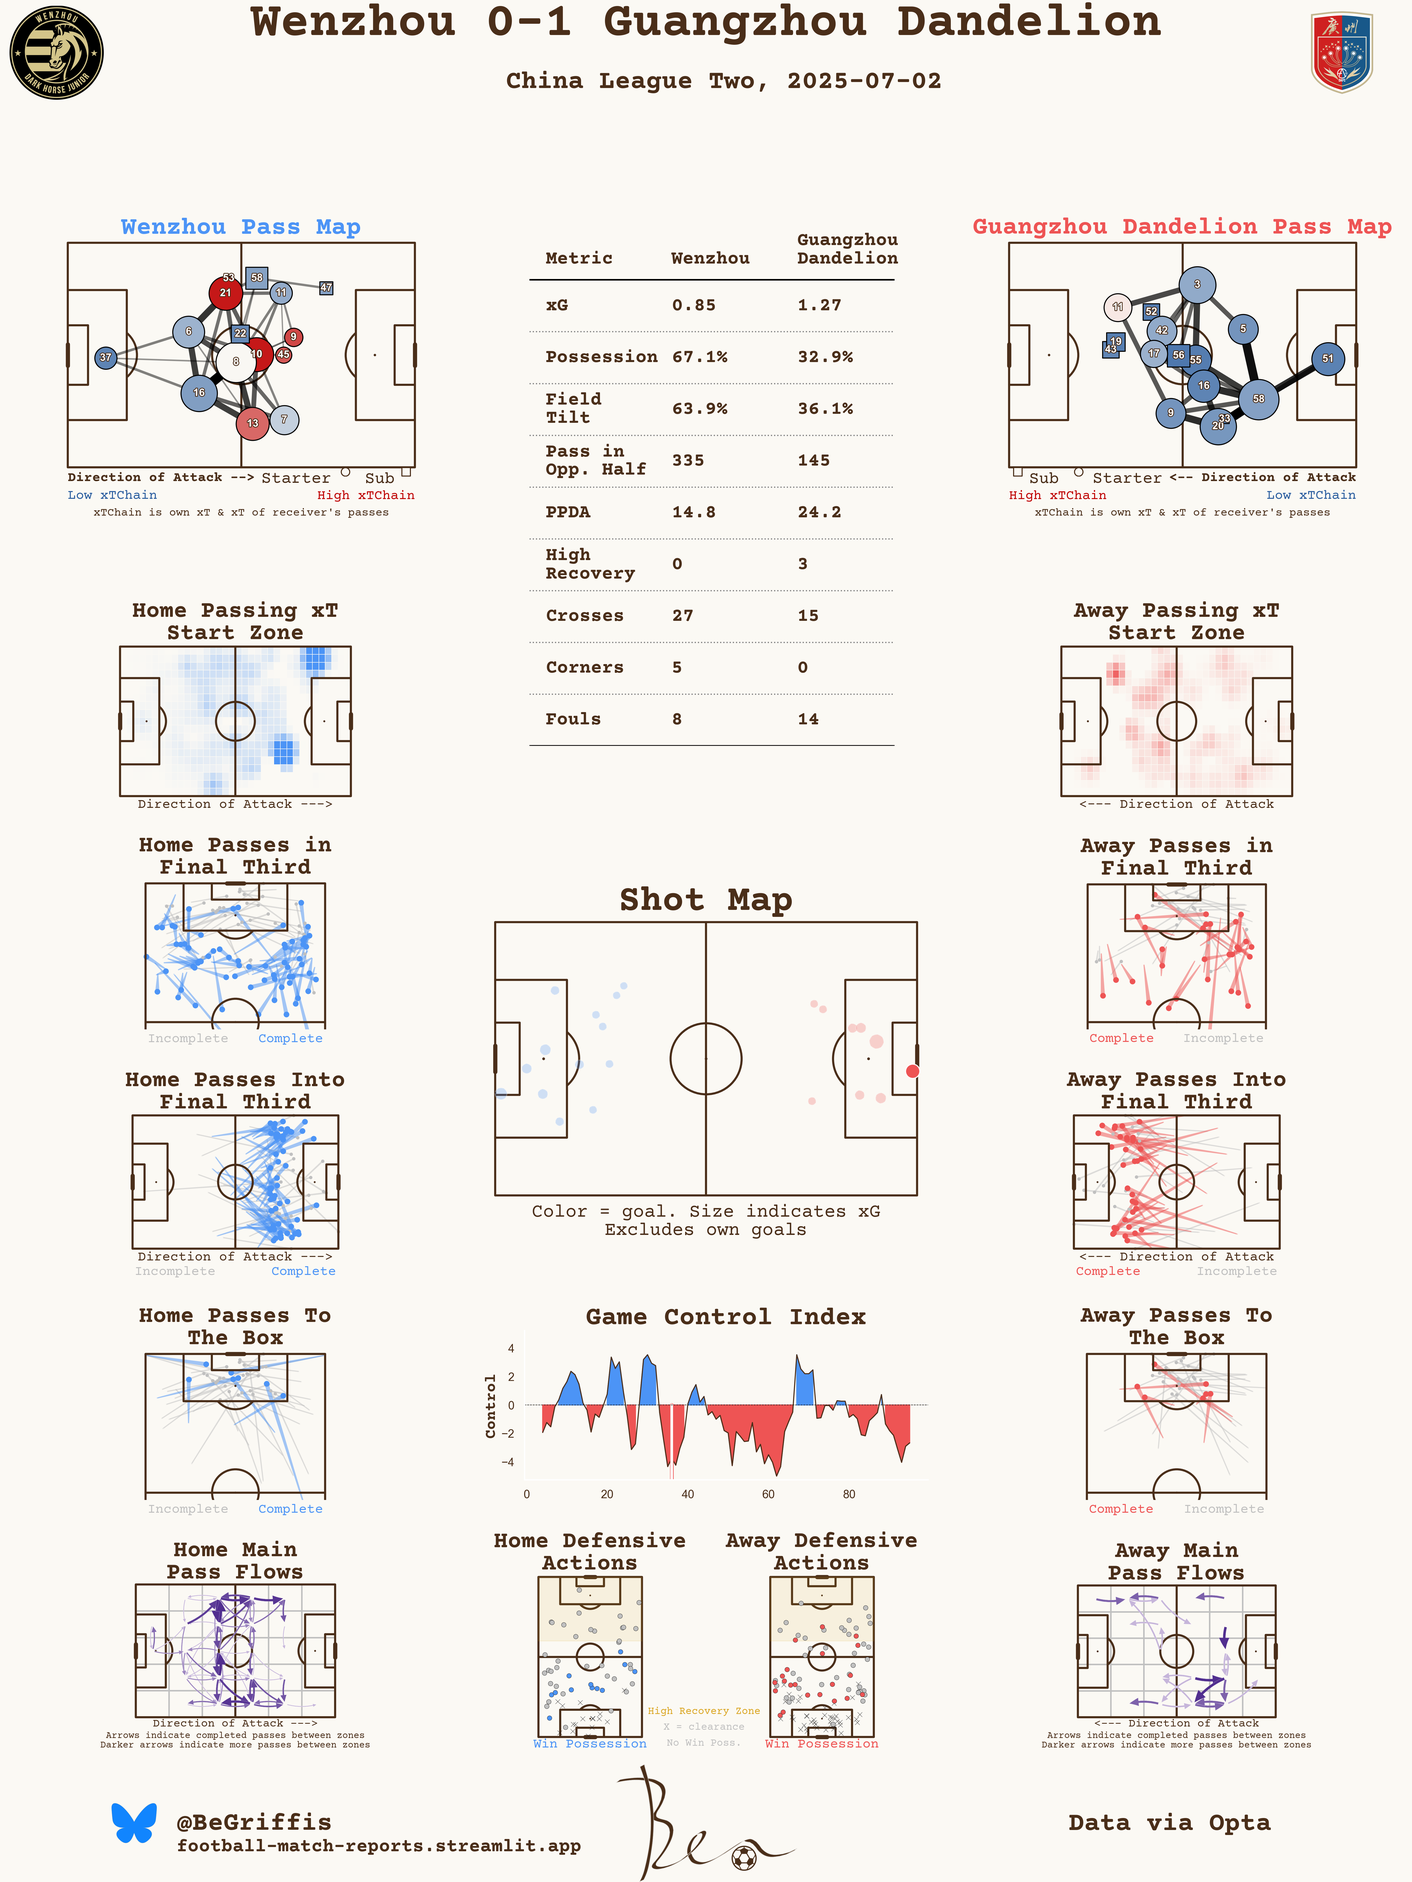 Wenzhou 0-1 Guangzhou Dandelion
China League Two, 2025-07-02
WENZHOU
DARK HORSE JUNIOR
广州
Wenzhou Pass Map
53
58
47
21
11
6
22
9
37
8
10
45
16
13
7
Direction of Attack --> Starter Sub
Low xTChain High xTChain
xTChain is own xT & xT of receiver's passes
Metric Wenzhou Guangzhou Dandelion
xG 0.85 1.27
Possession 67.1% 32.9%
Field Tilt 63.9% 36.1%
Pass in Opp. Half 335 145
PPDA 14.8 24.2
High Recovery 0 3
Crosses 27 15
Corners 5 0
Fouls 8 14
Guangzhou Dandelion Pass Map
3
11
52
42
5
19
43
17
56
55
51
16
58
9
33
20
Sub Starter <-- Direction of Attack
High xTChain Low xTChain
xTChain is own xT & xT of receiver's passes
Home Passing xT
Start Zone
Direction of Attack --->
Away Passing xT
Start Zone
<--- Direction of Attack
Home Passes in
Final Third
Incomplete Complete
Away Passes in
Final Third
Complete Incomplete
Shot Map
Color = goal. Size indicates xG
Excludes own goals
Home Passes Into
Final Third
Direction of Attack --->
Incomplete Complete
Away Passes Into
Final Third
<--- Direction of Attack
Complete Incomplete
Home Passes To
The Box
Incomplete Complete
Game Control Index
Control
4
2
0
−2
−4
0 20 40 60 80
Away Passes To
The Box
Complete Incomplete
Home Main
Pass Flows
Direction of Attack --->
Arrows indicate completed passes between zones
Darker arrows indicate more passes between zones
Home Defensive
Actions
Win Possession
Away Defensive
Actions
Win Possession
High Recovery Zone
X = clearance
No Win Poss.
Away Main
Pass Flows
<--- Direction of Attack
Arrows indicate completed passes between zones
Darker arrows indicate more passes between zones
@BeGriffis
football-match-reports.streamlit.app
Ben
Data via Opta